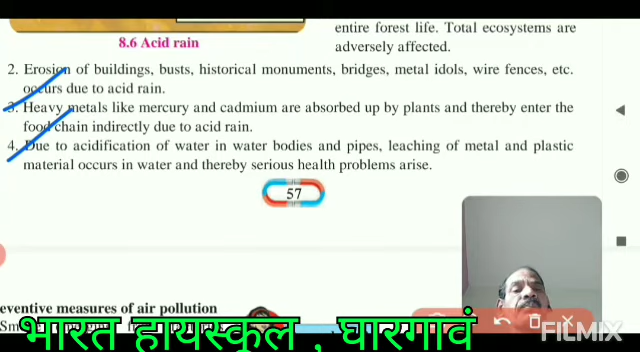 entire forest life. Total ecosystems are
8.6 Acid rain
adversely affected.
2. Erosion of buildings, busts, historical monuments, bridges, metal idols, wire fences, etc.
occurs due to acid rain.
3. Heavy metals like mercury and cadmium are absorbed up by plants and thereby enter the
food chain indirectly due to acid rain.
4. Due to acidification of water in water bodies and pipes, leaching of metal and plastic
material occurs in water and thereby serious health problems arise.
57
eventive measures of air pollution
भारत हायस्कूल , घारगावं
FILMIX